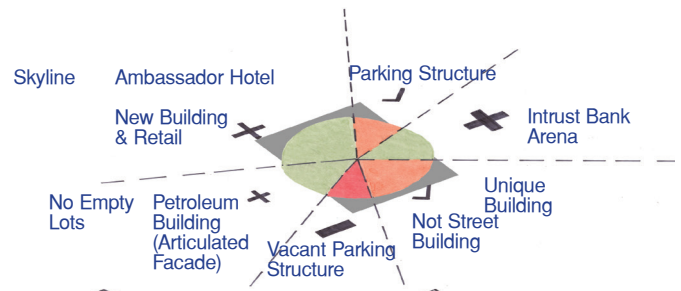 Skyline
Ambassador Hotel
Parking Structure
New Building
& Retail
Intrust Bank
Arena
No Empty
Lots
Petroleum
Building
(Articulated
Facade)
Vacant Parking
Structure
Not Street
Building
Unique
Building